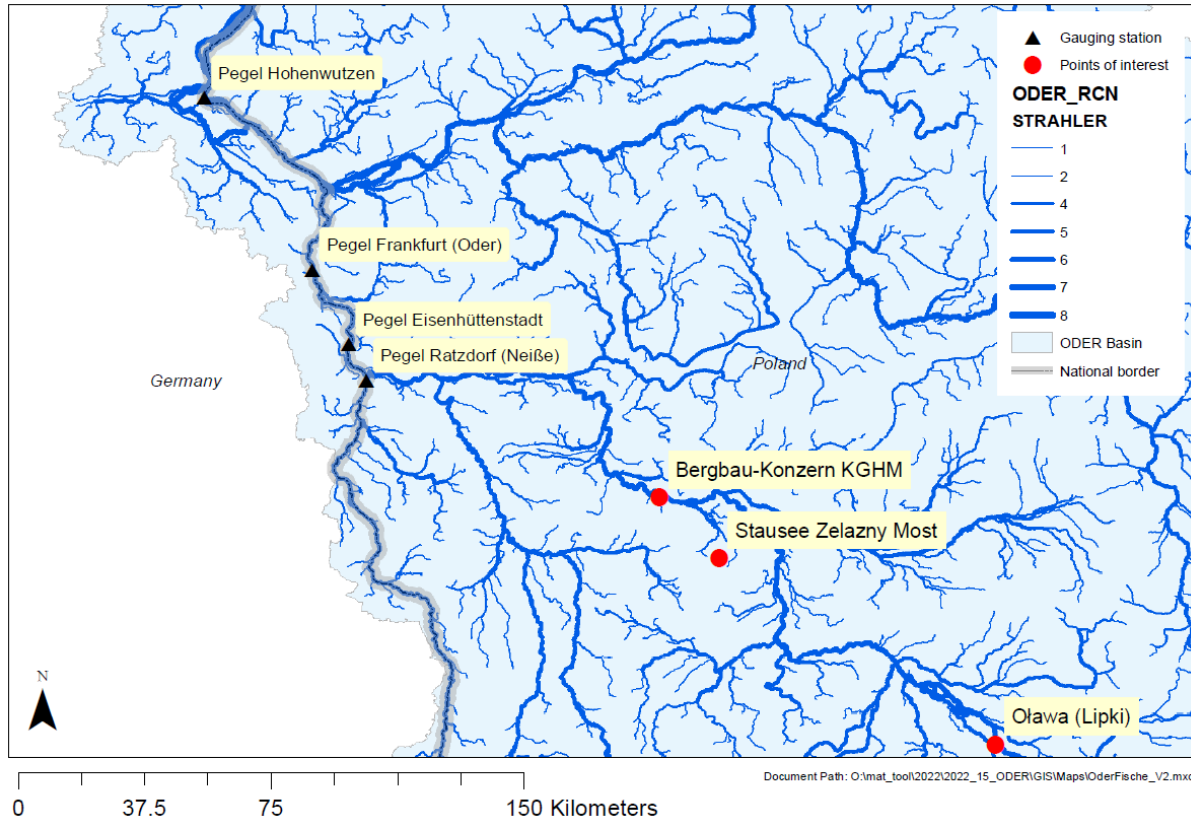 Pegel Hohenwutzen
Pegel Frankfurt (Oder)
Pegel Eisenhüttenstadt
Pegel Ratzdorf (Neiße)
Germany
Poland
Bergbau-Konzern KGHM
Stausee Zelazny Most
Oława (Lipki)
Gauging station
Points of interest
ODER_RCN
STRAHLER
1
2
4
5
6
7
8
ODER Basin
National border
N
0 37.5 75 150 Kilometers
Document Path: O:\mat_tool\2022\2022_15_ODER\GIS\Maps\OderFische_V2.mxd